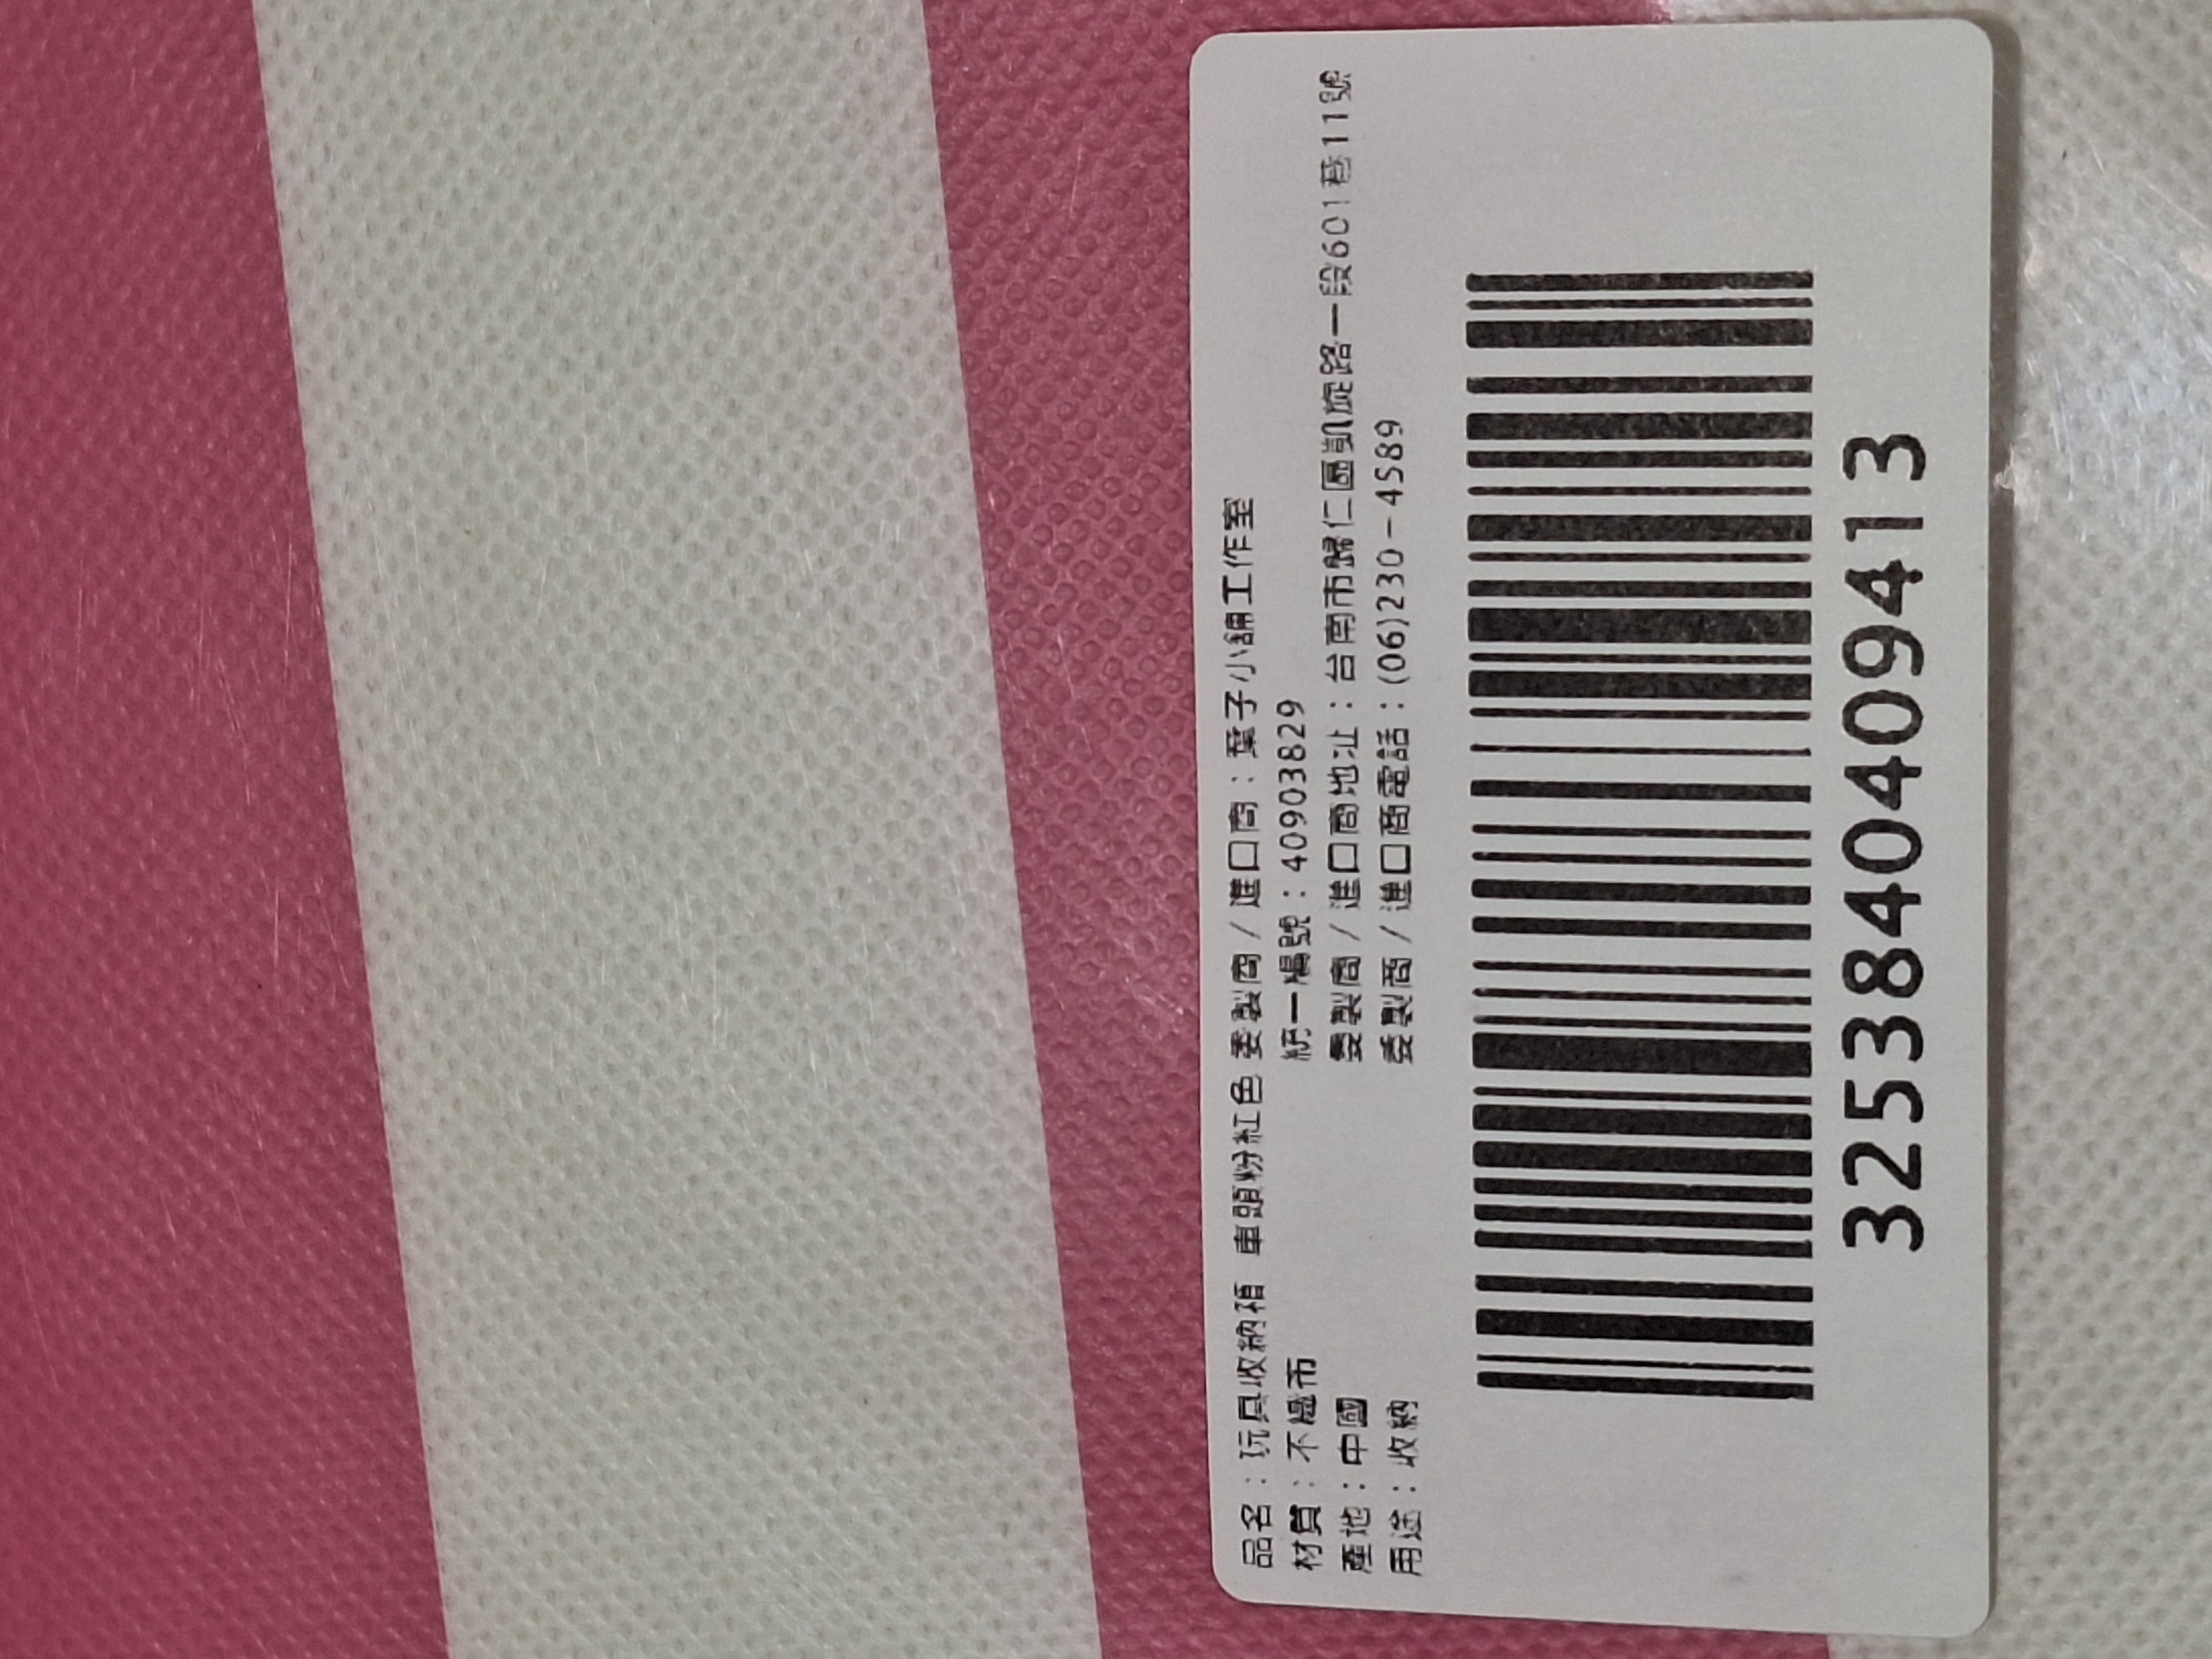 品名：玩具收納箱 車頭粉紅色
材質：不織布
產地：中國
用途：收納
委製商/進口商：葉子小舖工作室
統一編號：40903829
委製商/進口商地址：台南市歸仁區凱旋路一段601巷11號
委製商/進口商電話：(06)230-4589
3253840409413